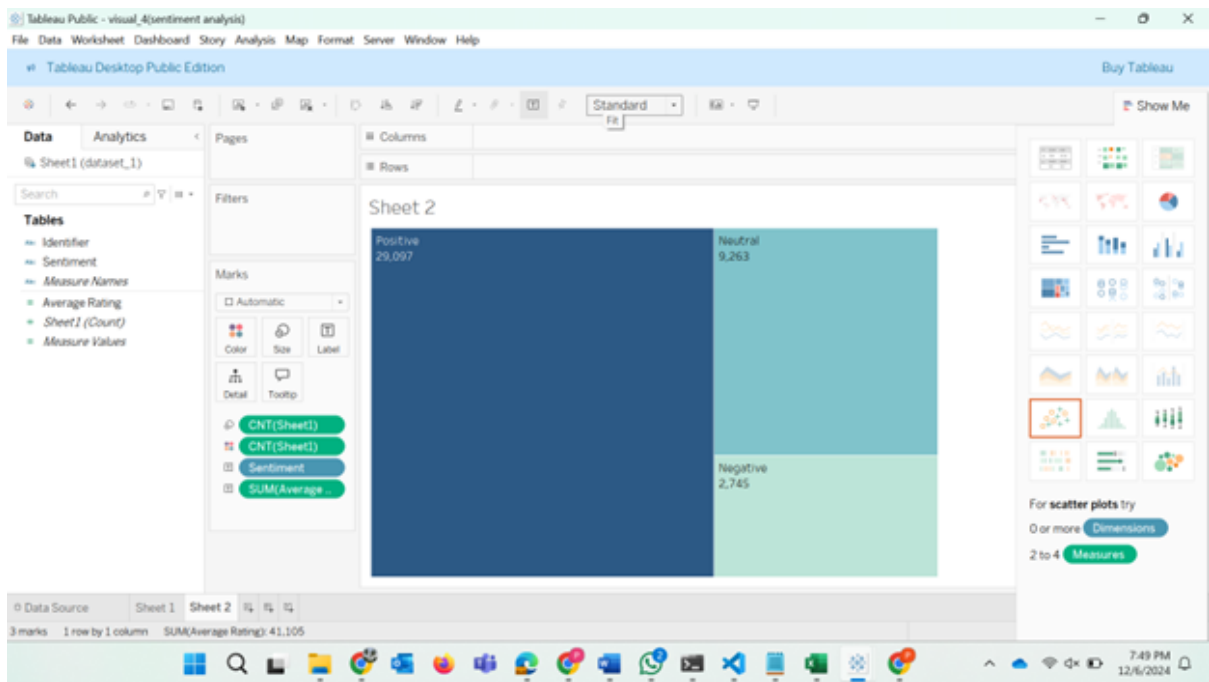 Tableau Public - visual_4(sentiment analysis)
File Data Worksheet Dashboard Story Analysis Map Format Server Window Help
Tableau Desktop Public Edition
Buy Tableau
Standard
Fit
Show Me
Data Analytics
Sheet1 (dataset_1)
Search
Tables
Abc Identifier
Abc Sentiment
Abc Measure Names
Average Rating
Sheet1 (Count)
Measure Values
Pages
Filters
Marks
Automatic
Color Size Label
Detail Tooltip
CNT(Sheet1)
CNT(Sheet1)
Sentiment
SUM(Average ..
Columns
Rows
Sheet 2
Positive
29,097
Neutral
9,263
Negative
2,745
For scatter plots try
0 or more Dimensions
2 to 4 Measures
Data Source Sheet 1 Sheet 2
3 marks 1 row by 1 column SUM(Average Rating): 41,105
7:49 PM
12/6/2024